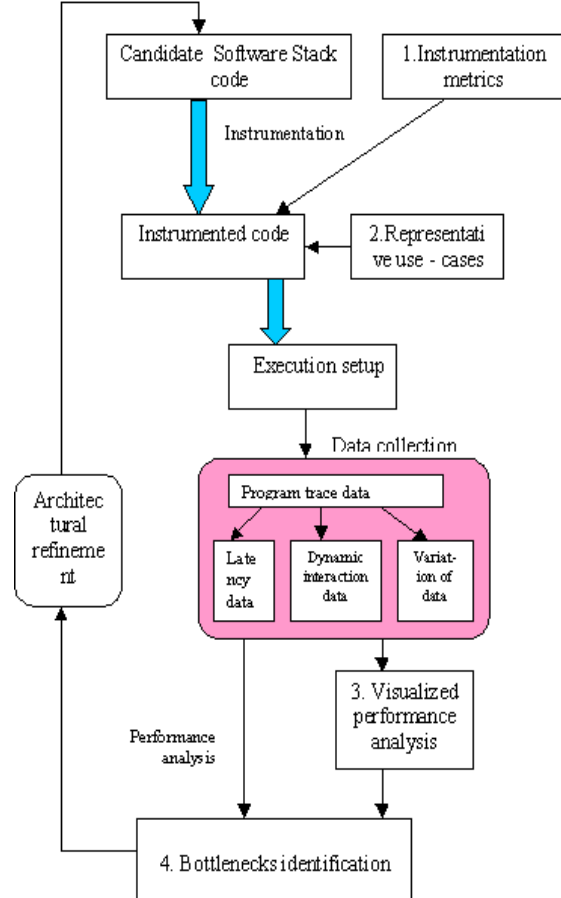 Candidate Software Stack
code
1.Instrumentation
metrics
Instrumentation
Instrumented code
2.Representati
ve use - cases
Execution setup
Data collection
Program trace data
Late
ncy
data
Dynamic
interaction
data
Variat-
ion of
data
Architec
tural
refineme
nt
3. Visualized
performance
analysis
Performance
analysis
4. Bottlenecks identification